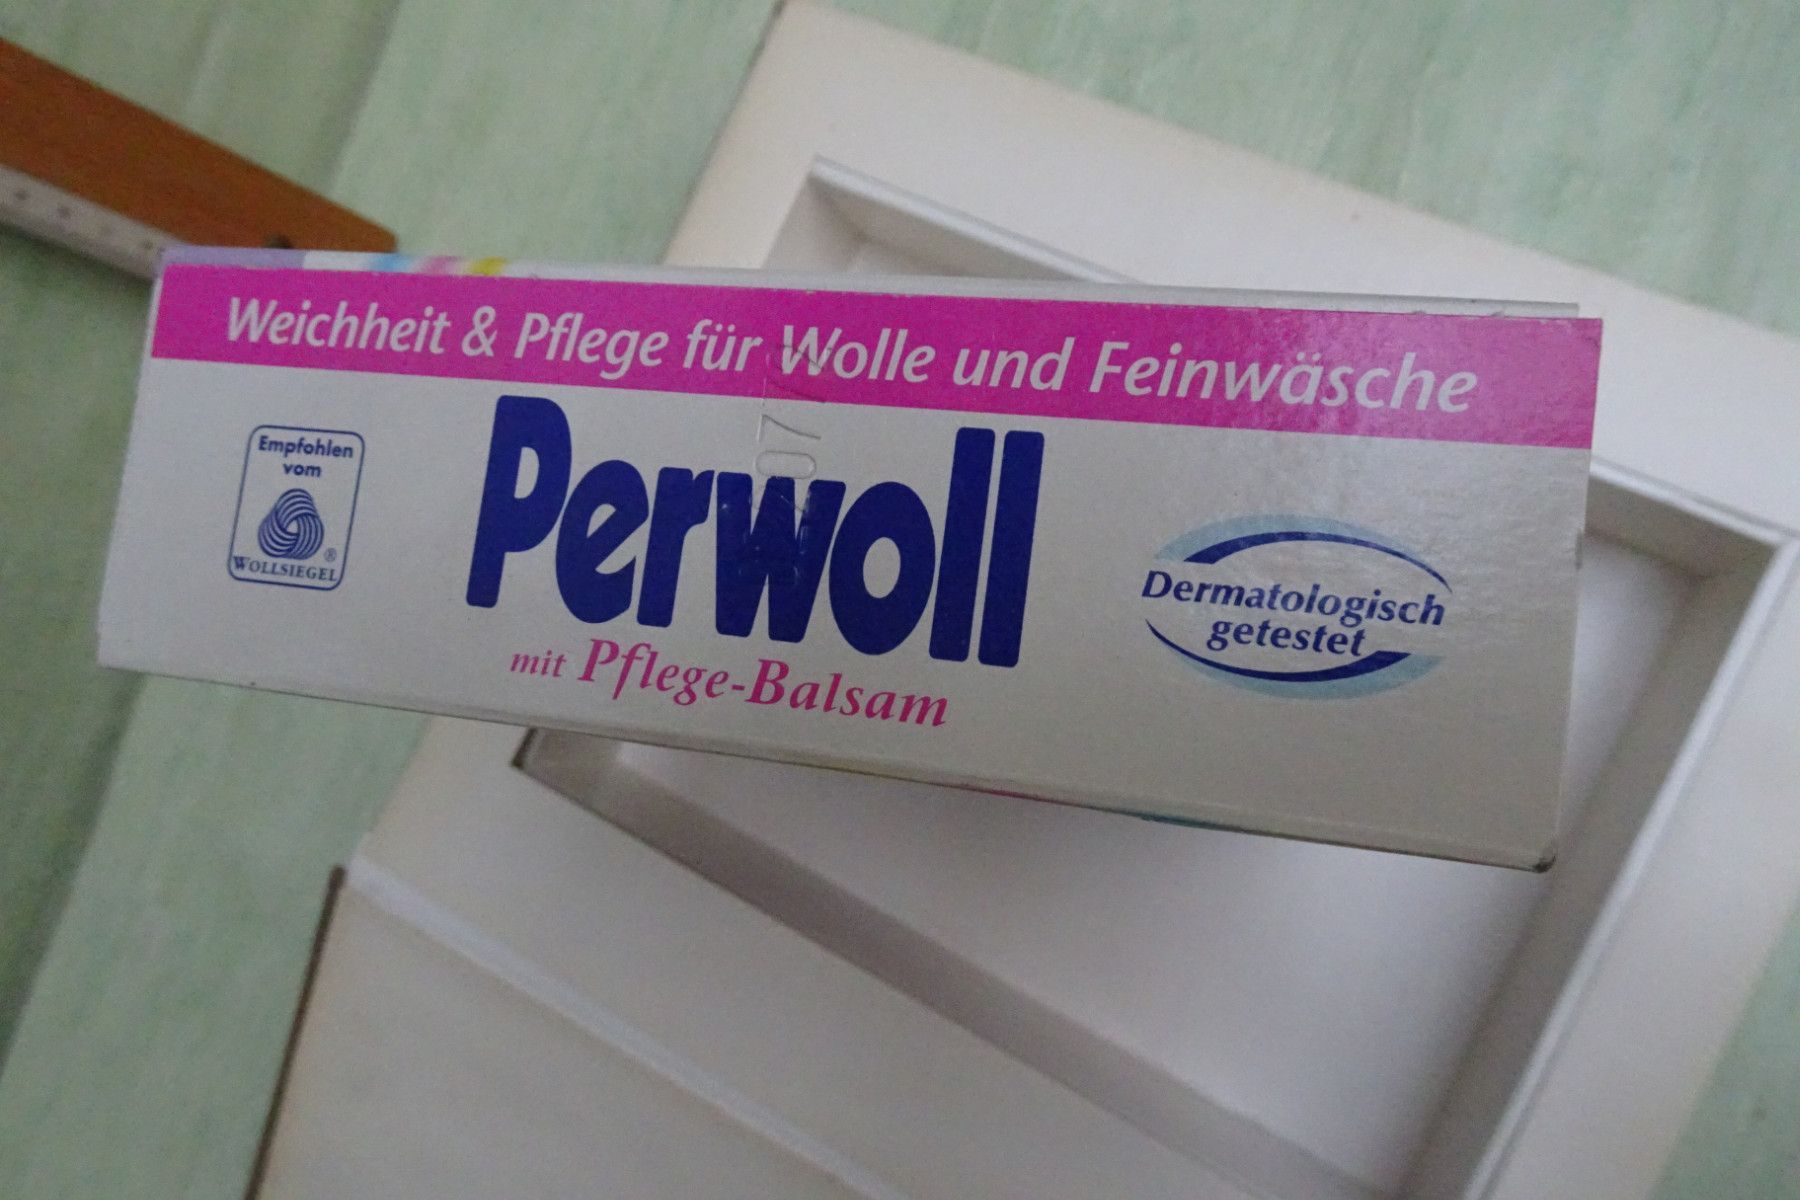 Weichheit & Pflege für Wolle und Feinwäsche
Empfohlen
vom
WOLLSIEGEL
®
Perwoll
mit Pflege-Balsam
Dermatologisch
getestet